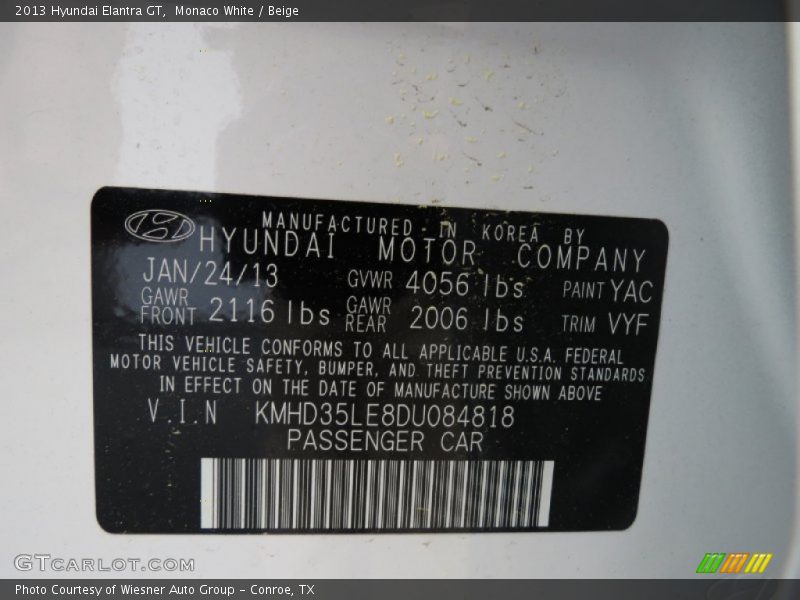 2013 Hyundai Elantra GT,  Monaco White / Beige
MANUFACTURED IN KOREA BY
HYUNDAI MOTOR COMPANY
JAN/24/13 GVWR 4056 lbs PAINT YAC
GAWR FRONT 2116 lbs GAWR REAR 2006 lbs TRIM VYF
THIS VEHICLE CONFORMS TO ALL APPLICABLE U.S.A. FEDERAL
MOTOR VEHICLE SAFETY, BUMPER, AND THEFT PREVENTION STANDARDS
IN EFFECT ON THE DATE OF MANUFACTURE SHOWN ABOVE
V.I.N KMHD35LE8DU084818
PASSENGER CAR
GTCARLOT.COM
Photo Courtesy of Wiesner Auto Group – Conroe, TX